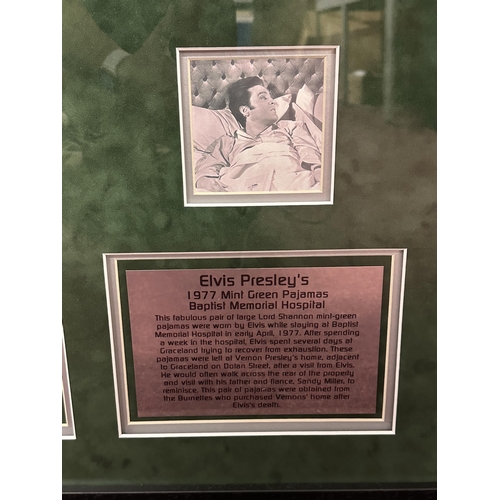 Elvis Presley's
1977 Mint Green Pajamas
Baptist Memorial Hospital
This fabulous pair of large Lord Shannon mint-green
pajamas were worn by Elvis while staying at Baptist
Memorial Hospital in early April, 1977. After spending
a week in the hospital, Elvis spent several days at
Graceland trying to recover from exhaustion. These
pajamas were left at Vernon Presley's home, adjacent
to Graceland on Dolan Street, after a visit from Elvis.
He would often walk across the rear of the property
and visit with his father and fiance, Sandy Miller, to
reminisce. This pair of pajamas were obtained from
the Burnettes who purchased Vernons' home after
Elvis's death.